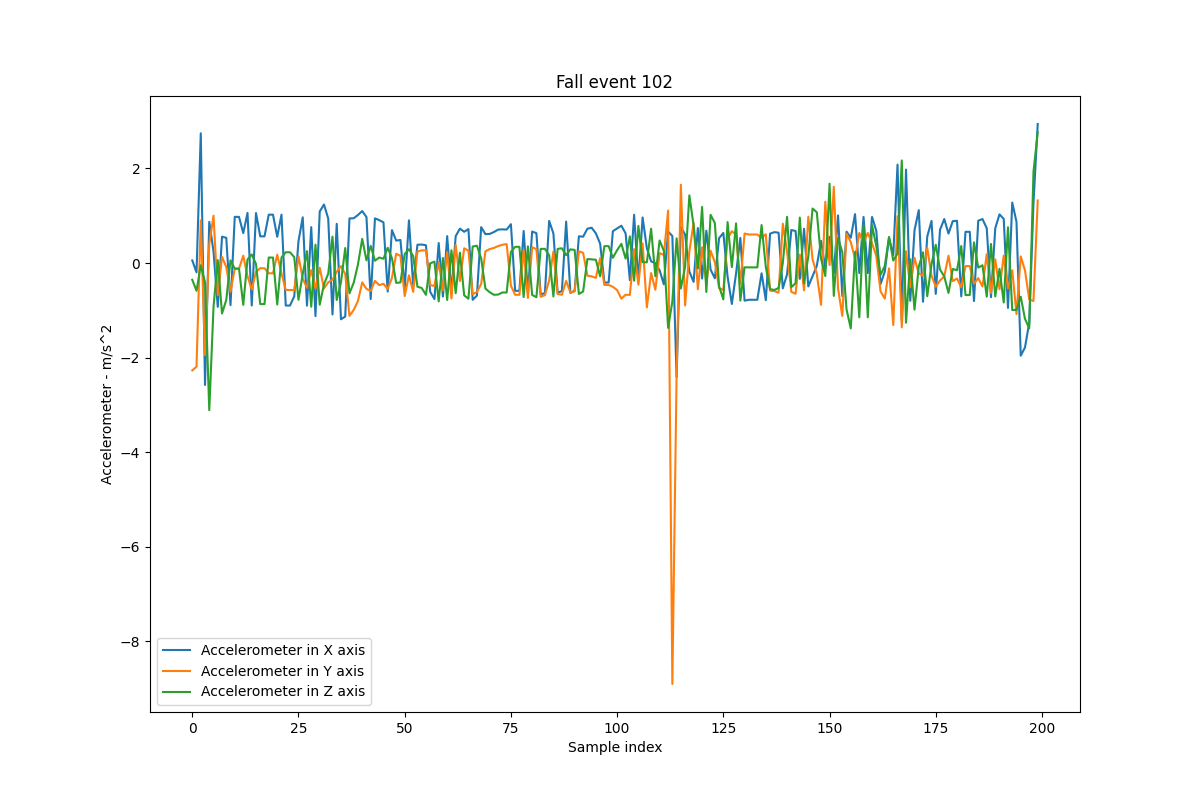 Fall event 102
2
0
−2
−4
−6
−8
Accelerometer - m/s^2
Accelerometer in X axis
Accelerometer in Y axis
Accelerometer in Z axis
0 25 50 75 100 125 150 175 200
Sample index